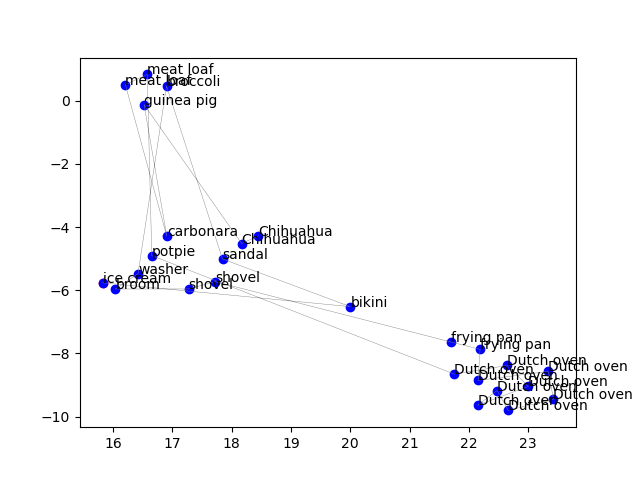 meat loaf
meat loaf
broccoli
guinea pig
carbonara
Chihuahua
Chihuahua
potpie
sandal
washer
ice cream
broom
shovel
shovel
bikini
frying pan
frying pan
Dutch oven
Dutch oven
Dutch oven
Dutch oven
Dutch oven
Dutch oven
Dutch oven
Dutch oven
Dutch oven
0
−2
−4
−6
−8
−10
16
17
18
19
20
21
22
23